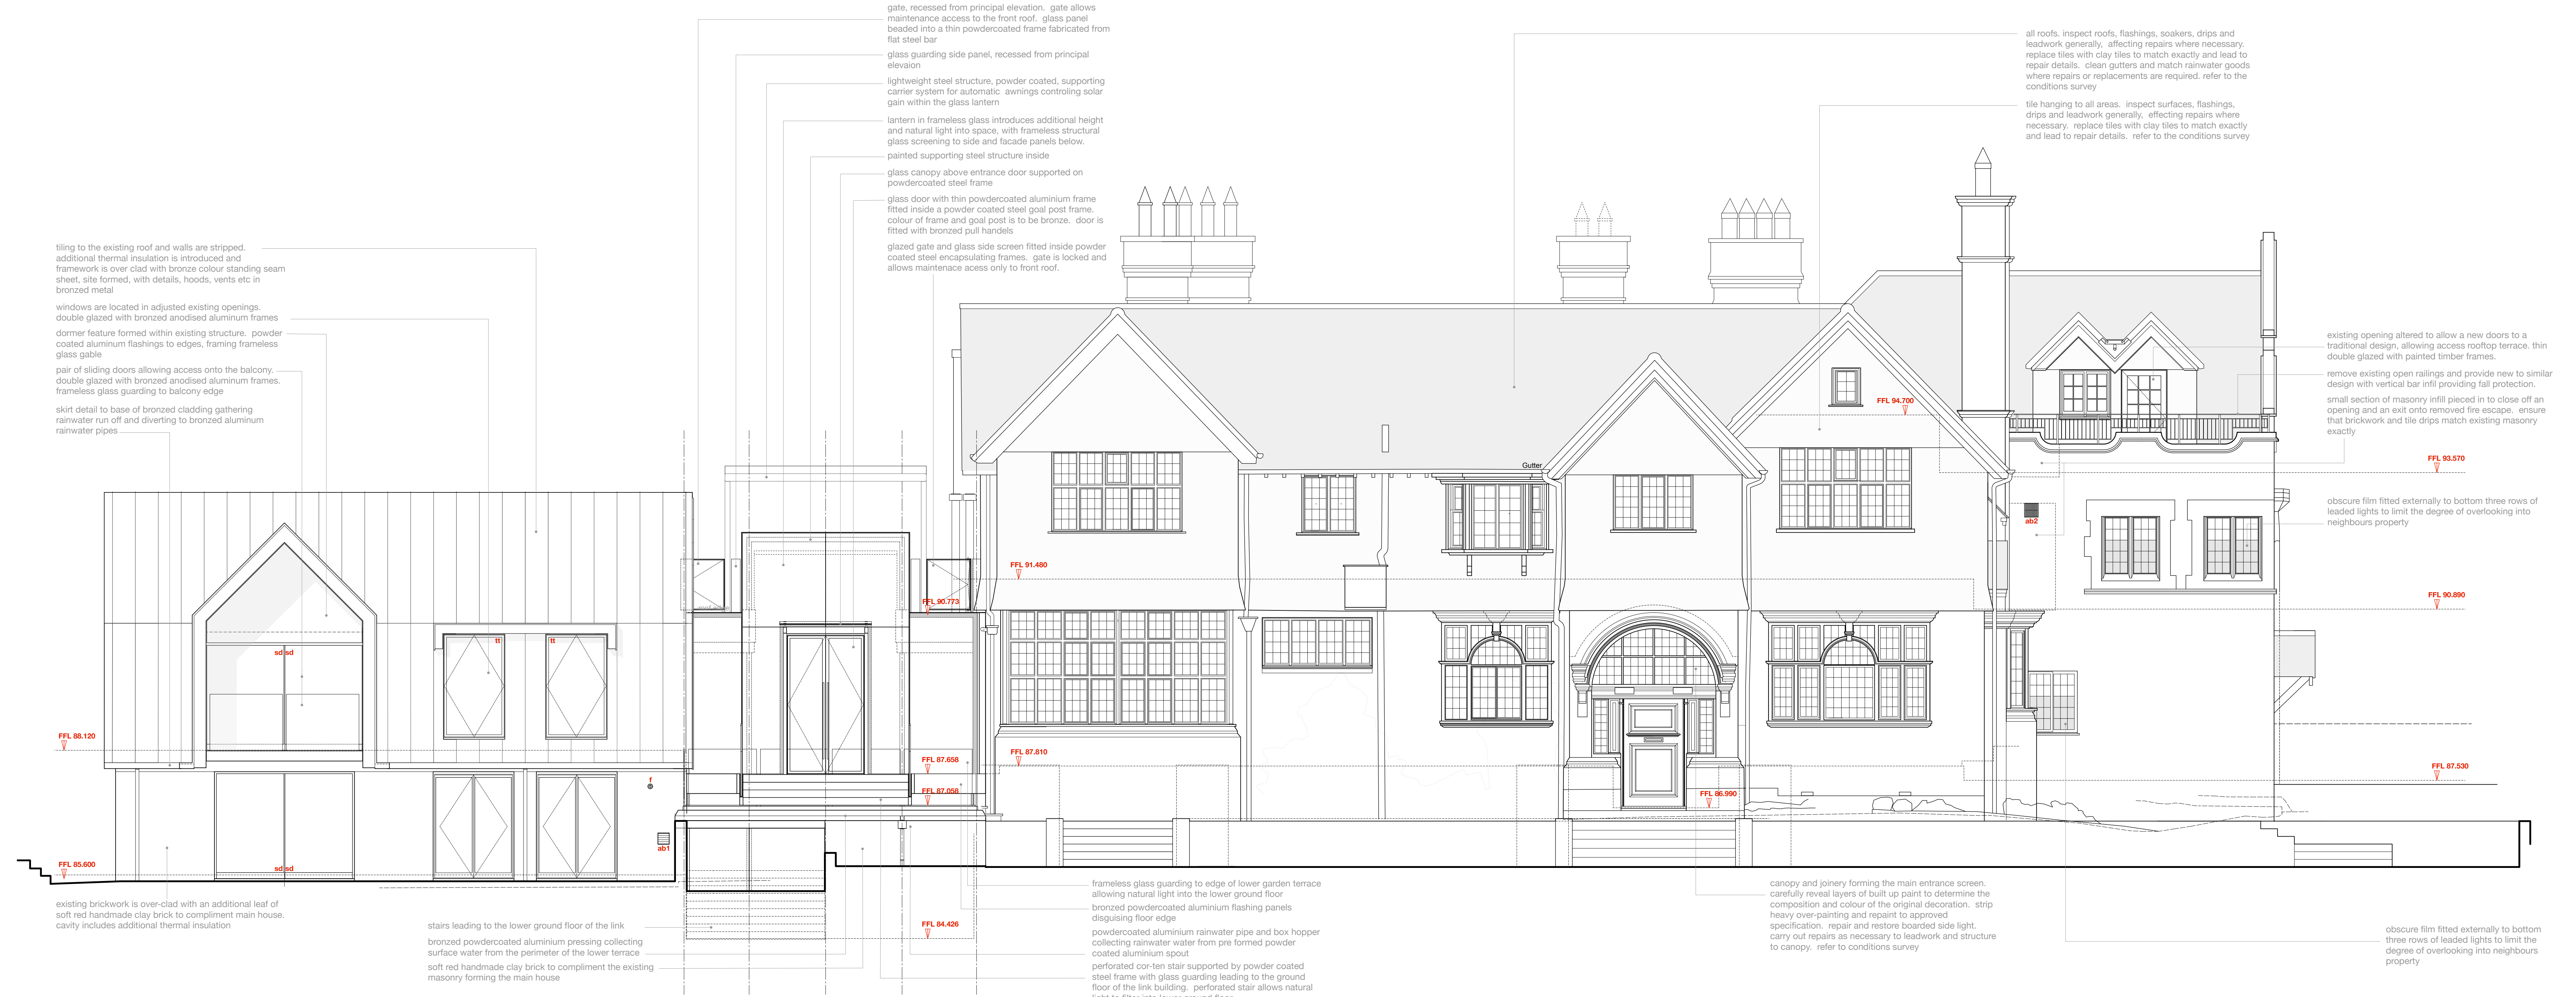 gate, recessed from principal elevation. gate allows
maintenance access to the front roof. glass panel
beaded into a thin powdercoated frame fabricated from
flat steel bar
glass guarding side panel, recessed from principal
elevaion
lightweight steel structure, powder coated, supporting
carrier system for automatic awnings controling solar
gain within the glass lantern
lantern in frameless glass introduces additional height
and natural light into space, with frameless structural
glass screening to side and facade panels below.
painted supporting steel structure inside
glass canopy above entrance door supported on
powdercoated steel frame
glass door with thin powdercoated aluminium frame
fitted inside a powder coated steel goal post frame.
colour of frame and goal post is to be bronze. door is
fitted with bronzed pull handels
glazed gate and glass side screen fitted inside powder
coated steel encapsulating frames. gate is locked and
allows maintenace acess only to front roof.
all roofs. inspect roofs, flashings, soakers, drips and
leadwork generally, affecting repairs where necessary.
replace tiles with clay tiles to match exactly and lead to
repair details. clean gutters and match rainwater goods
where repairs or replacements are required. refer to the
conditions survey
tile hanging to all areas. inspect surfaces, flashings,
drips and leadwork generally, effecting repairs where
necessary. replace tiles with clay tiles to match exactly
and lead to repair details. refer to the conditions survey
tiling to the existing roof and walls are stripped.
additional thermal insulation is introduced and
framework is over clad with bronze colour standing seam
sheet, site formed, with details, hoods, vents etc in
bronzed metal
windows are located in adjusted existing openings.
double glazed with bronzed anodised aluminum frames
dormer feature formed within existing structure. powder
coated aluminum flashings to edges, framing frameless
glass gable
pair of sliding doors allowing access onto the balcony.
double glazed with bronzed anodised aluminum frames.
frameless glass guarding to balcony edge
skirt detail to base of bronzed cladding gathering
rainwater run off and diverting to bronzed aluminum
rainwater pipes
existing opening altered to allow a new doors to a
traditional design, allowing access rooftop terrace. thin
double glazed with painted timber frames.
remove existing open railings and provide new to similar
design with vertical bar infil providing fall protection.
small section of masonry infill pieced in to close off an
opening and an exit onto removed fire escape. ensure
that brickwork and tile drips match existing masonry
exactly
FFL 94.700
FFL 93.570
Gutter
obscure film fitted externally to bottom three rows of
leaded lights to limit the degree of overlooking into
neighbours property
ab2
FFL 91.480
FFL 90.773
FFL 90.890
tt
tt
sd sd
FFL 88.120
FFL 87.810
FFL 87.658
FFL 87.530
FFL 87.058
FFL 86.990
f
ab1
FFL 85.600
sd sd
existing brickwork is over-clad with an additional leaf of
soft red handmade clay brick to compliment main house.
cavity includes additional thermal insulation
stairs leading to the lower ground floor of the link
bronzed powdercoated aluminium pressing collecting
surface water from the perimeter of the lower terrace
soft red handmade clay brick to compliment the existing
masonry forming the main house
FFL 84.426
frameless glass guarding to edge of lower garden terrace
allowing natural light into the lower ground floor
bronzed powdercoated aluminium flashing panels
disguising floor edge
powdercoated aluminium rainwater pipe and box hopper
collecting rainwater water from pre formed powder
coated aluminium spout
perforated cor-ten stair supported by powder coated
steel frame with glass guarding leading to the ground
floor of the link building. perforated stair allows natural
light to filter into lower ground floor
canopy and joinery forming the main entrance screen.
carefully reveal layers of built up paint to determine the
composition and colour of the original decoration. strip
heavy over-painting and repaint to approved
specification. repair and restore boarded side light.
carry out repairs as necessary to leadwork and structure
to canopy. refer to conditions survey
obscure film fitted externally to bottom
three rows of leaded lights to limit the
degree of overlooking into neighbours
property